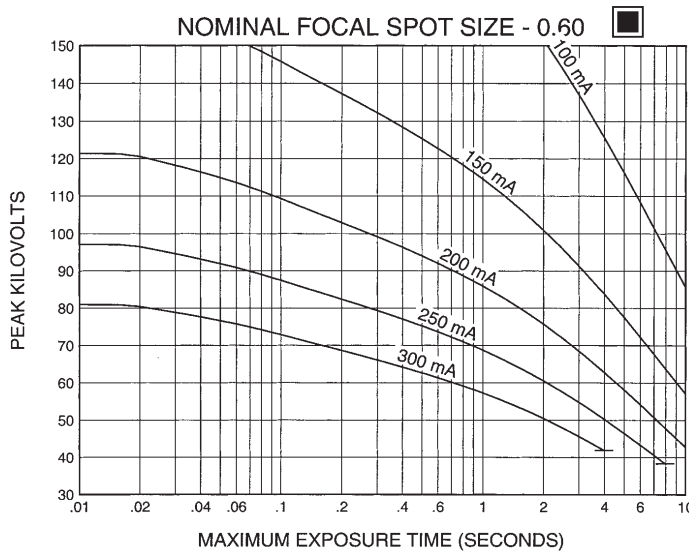 NOMINAL FOCAL SPOT SIZE - 0.60
150
140
130
120
110
100
90
80
70
60
50
40
30
PEAK KILOVOLTS
100 mA
150 mA
200 mA
250 mA
300 mA
.01 .02 .04 .06 .1 .2 .4 .6 1 2 4 6 10
MAXIMUM EXPOSURE TIME (SECONDS)